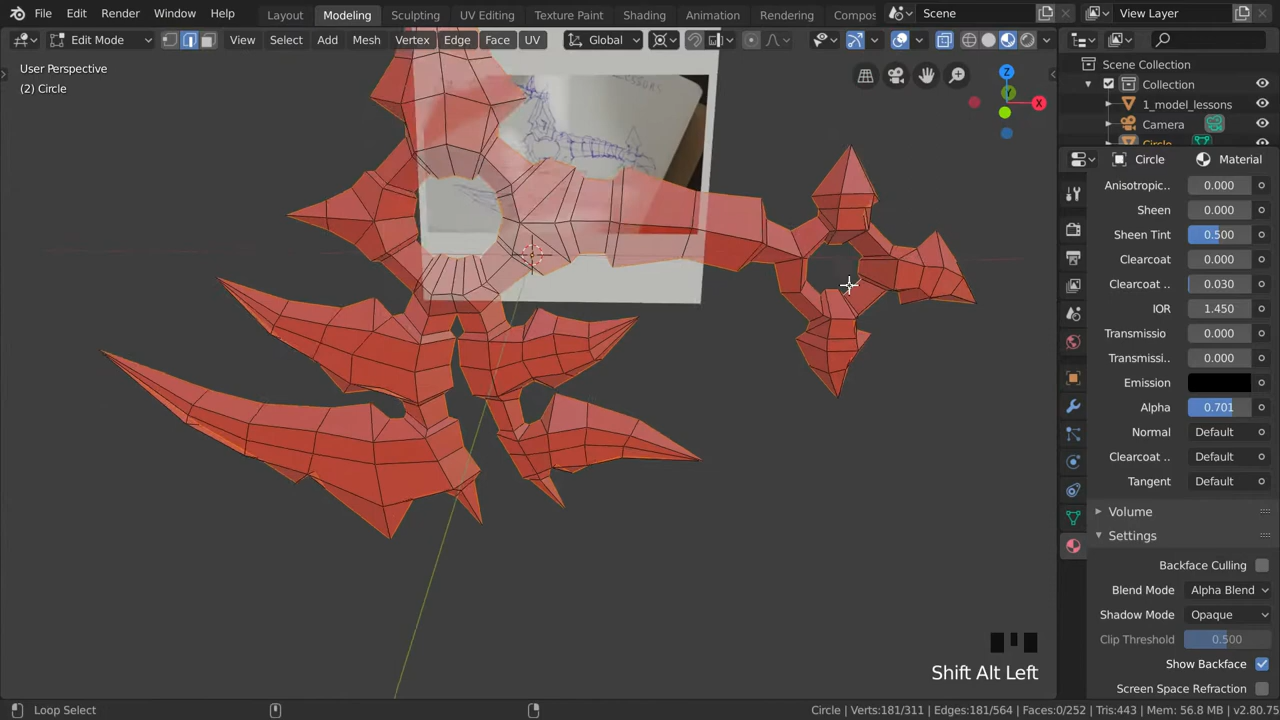 File Edit Render Window Help Layout Modeling Sculpting UV Editing Texture Paint Shading Animation Rendering Compos Scene View Layer
Edit Mode View Select Add Mesh Vertex Edge Face UV Global
User Perspective
(2) Circle
Scene Collection
Collection
1_model_lessons
Camera
Circle
Circle Material
Anisotropic.. 0.000
Sheen 0.000
Sheen Tint 0.500
Clearcoat 0.000
Clearcoat .. 0.030
IOR 1.450
Transmissio 0.000
Transmissi.. 0.000
Emission
Alpha 0.701
Normal Default
Clearcoat .. Default
Tangent Default
Volume
Settings
Backface Culling
Blend Mode Alpha Blend
Shadow Mode Opaque
Clip Threshold 0.500
Show Backface
Screen Space Refraction
Shift Alt Left
Loop Select Circle | Verts:181/311 | Edges:181/564 | Faces:0/252 | Tris:443 | Mem: 56.8 MB | v2.80.75